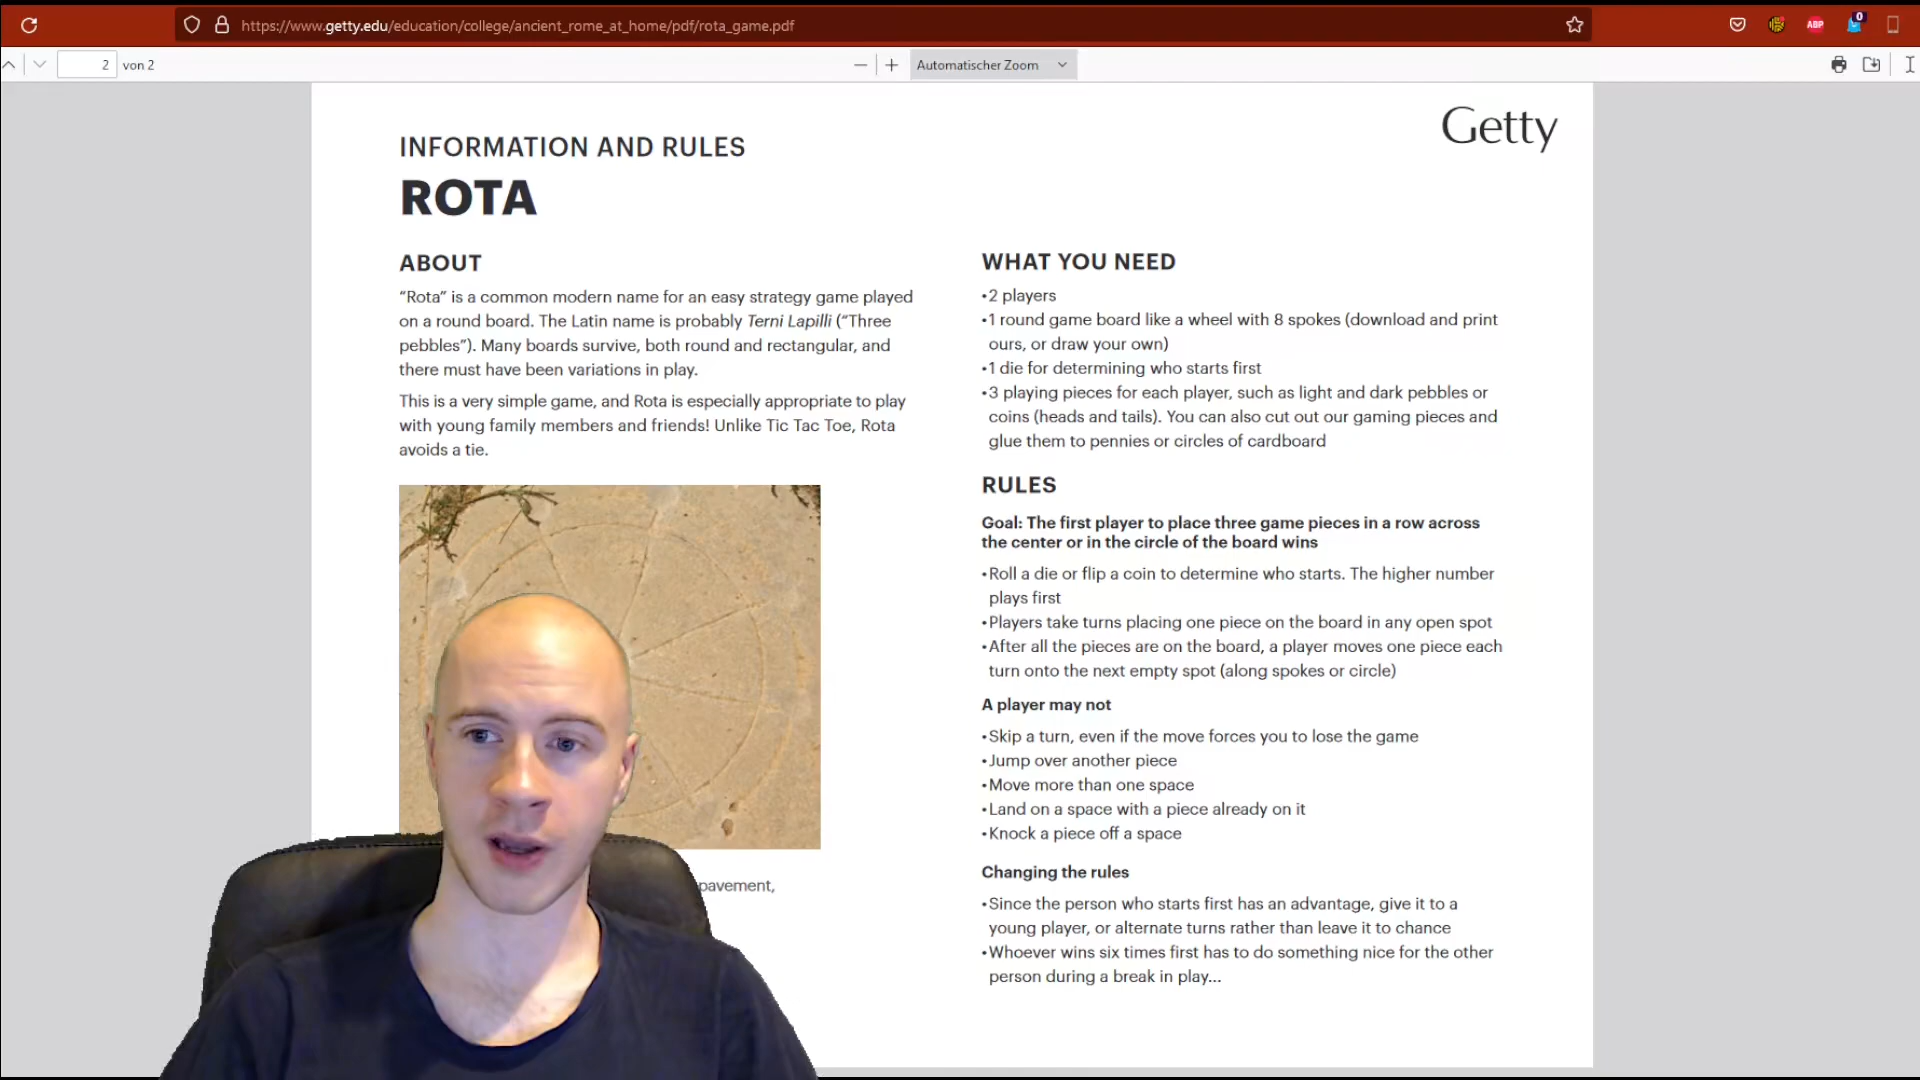 https://www.getty.edu/education/college/ancient_rome_at_home/pdf/rota_game.pdf
ABP
0
2 von 2
Automatischer Zoom
Getty
INFORMATION AND RULES
ROTA
ABOUT
“Rota” is a common modern name for an easy strategy game played
on a round board. The Latin name is probably Terni Lapilli (“Three
pebbles”). Many boards survive, both round and rectangular, and
there must have been variations in play.
This is a very simple game, and Rota is especially appropriate to play
with young family members and friends! Unlike Tic Tac Toe, Rota
avoids a tie.
pavement,
WHAT YOU NEED
•2 players
•1 round game board like a wheel with 8 spokes (download and print
ours, or draw your own)
•1 die for determining who starts first
•3 playing pieces for each player, such as light and dark pebbles or
coins (heads and tails). You can also cut out our gaming pieces and
glue them to pennies or circles of cardboard
RULES
Goal: The first player to place three game pieces in a row across
the center or in the circle of the board wins
•Roll a die or flip a coin to determine who starts. The higher number
plays first
•Players take turns placing one piece on the board in any open spot
•After all the pieces are on the board, a player moves one piece each
turn onto the next empty spot (along spokes or circle)
A player may not
•Skip a turn, even if the move forces you to lose the game
•Jump over another piece
•Move more than one space
•Land on a space with a piece already on it
•Knock a piece off a space
Changing the rules
•Since the person who starts first has an advantage, give it to a
young player, or alternate turns rather than leave it to chance
•Whoever wins six times first has to do something nice for the other
person during a break in play...